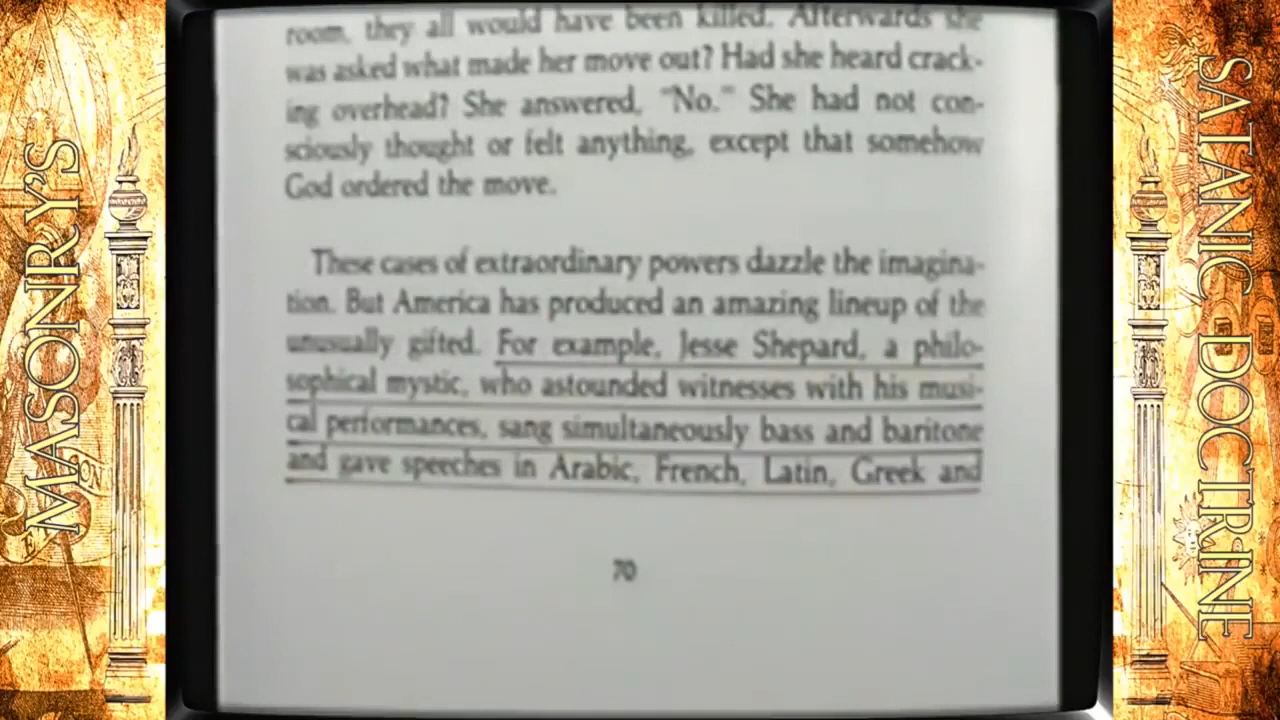 MASONRY'S
room, they all would have been killed. Afterwards she
was asked what made her move out? Had she heard crack-
ing overhead? She answered, "No." She had not con-
sciously thought or felt anything, except that somehow
God ordered the move.
These cases of extraordinary powers dazzle the imagina-
tion. But America has produced an amazing lineup of the
unusually gifted. For example, Jesse Shepard, a philo-
sophical mystic, who astounded witnesses with his musi-
cal performances, sang simultaneously bass and baritone
and gave speeches in Arabic, French, Latin, Greek and
70
SATANIC DOCTRINE